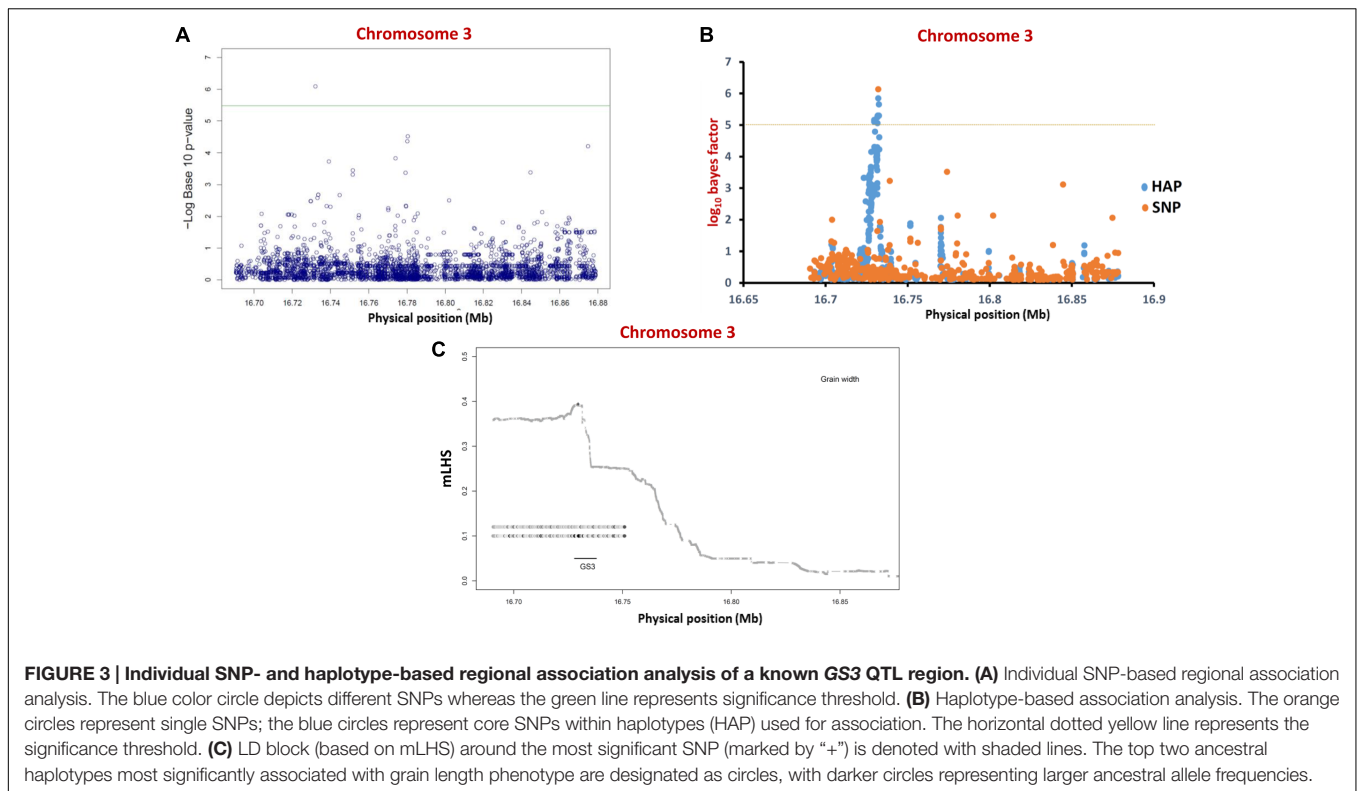 A
Chromosome 3
−Log Base 10 p-value
7
6
5
4
3
2
1
0
16.70 16.72 16.74 16.76 16.78 16.80 16.82 16.84 16.86 16.88
Physical position (Mb)
B
Chromosome 3
log10 bayes factor
7
6
5
4
3
2
1
0
16.65 16.7 16.75 16.8 16.85 16.9
Physical position (Mb)
HAP
SNP
C
Chromosome 3
mLHS
0.5
0.4
0.3
0.2
0.1
0.0
Grain width
GS3
16.70 16.75 16.80 16.85
Physical position (Mb)
FIGURE 3 | Individual SNP- and haplotype-based regional association analysis of a known GS3 QTL region. (A) Individual SNP-based regional association
analysis. The blue color circle depicts different SNPs whereas the green line represents significance threshold. (B) Haplotype-based association analysis. The orange
circles represent single SNPs; the blue circles represent core SNPs within haplotypes (HAP) used for association. The horizontal dotted yellow line represents the
significance threshold. (C) LD block (based on mLHS) around the most significant SNP (marked by “+”) is denoted with shaded lines. The top two ancestral
haplotypes most significantly associated with grain length phenotype are designated as circles, with darker circles representing larger ancestral allele frequencies.